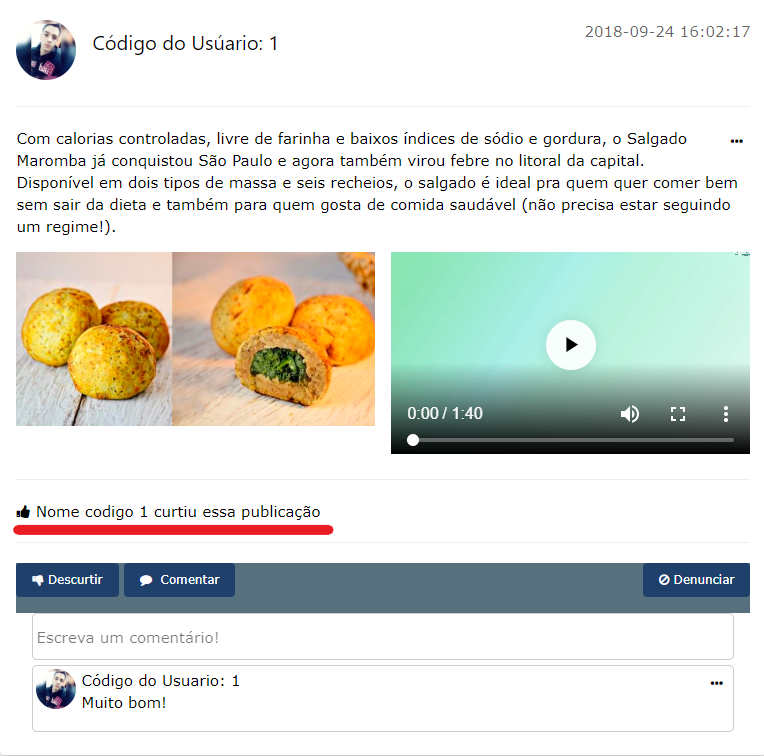 Código do Usúario: 1
2018-09-24 16:02:17
Com calorias controladas, livre de farinha e baixos índices de sódio e gordura, o Salgado
Maromba já conquistou São Paulo e agora também virou febre no litoral da capital.
Disponível em dois tipos de massa e seis recheios, o salgado é ideal pra quem quer comer bem
sem sair da dieta e também para quem gosta de comida saudável (não precisa estar seguindo
um regime!).
0:00 / 1:40
Nome codigo 1 curtiu essa publicação
Descurtir
Comentar
Denunciar
Escreva um comentário!
Código do Usuario: 1
Muito bom!